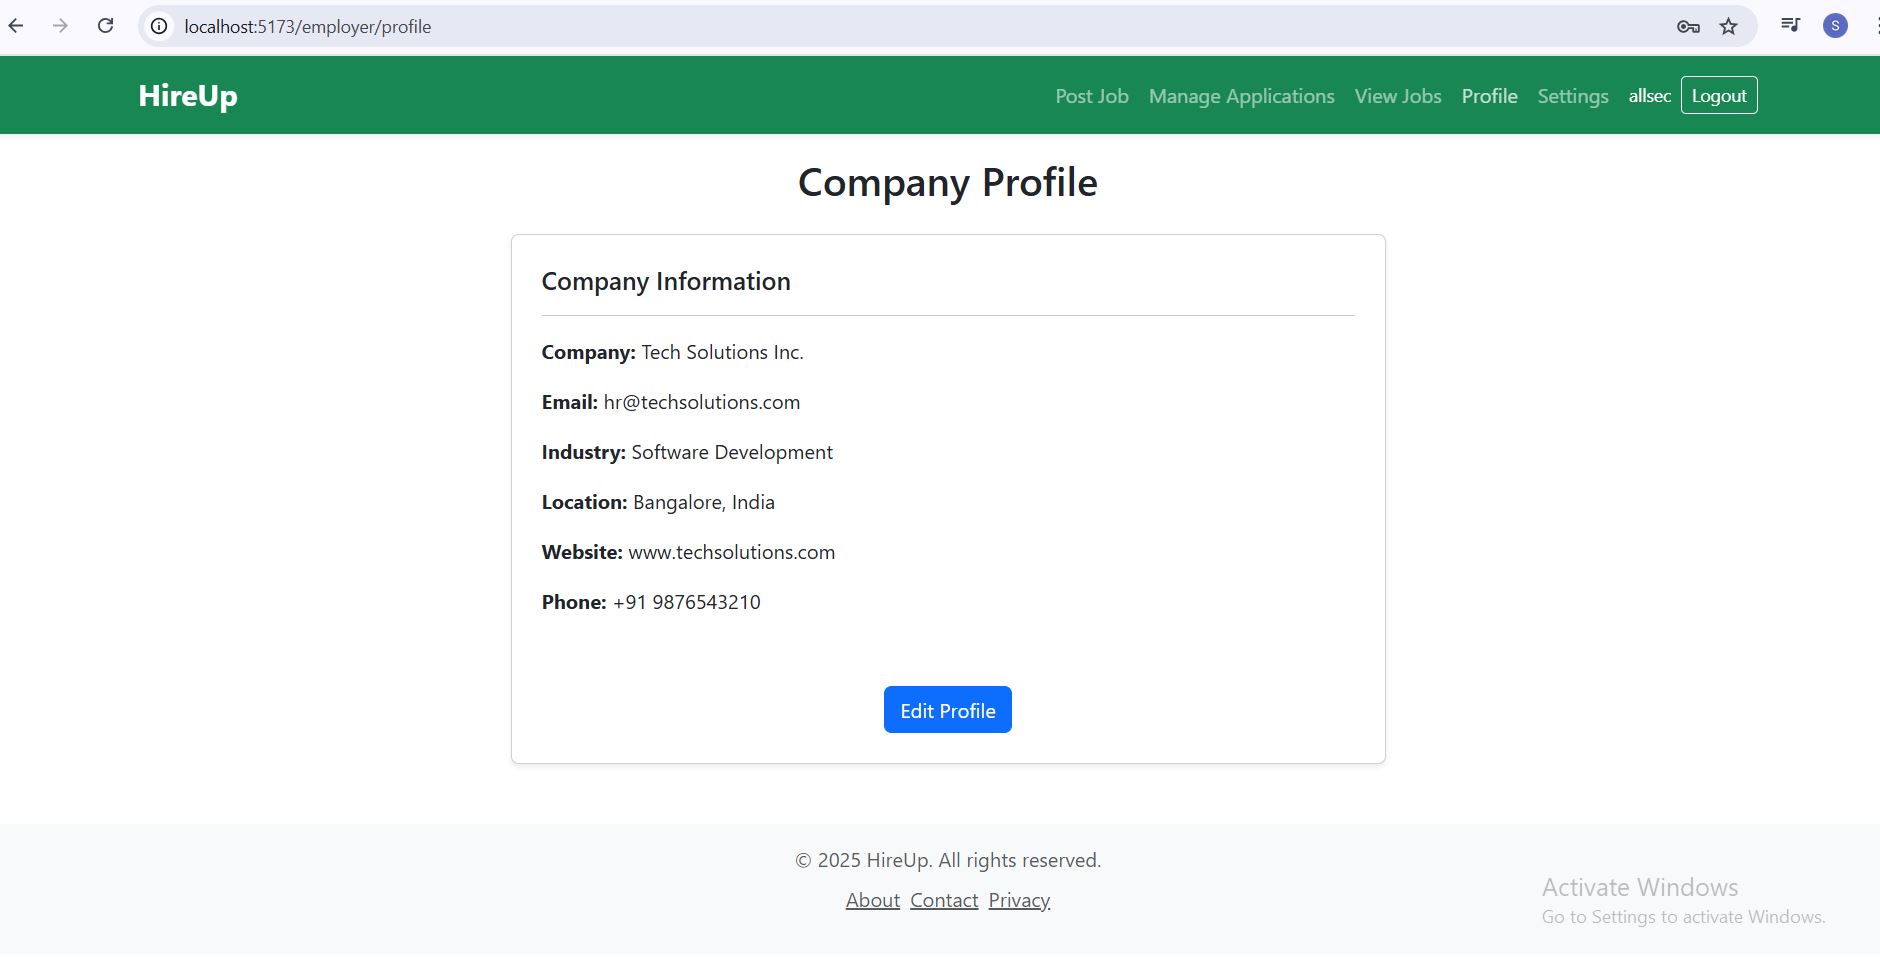 localhost:5173/employer/profile
S
HireUp
Post Job Manage Applications View Jobs Profile Settings allsec Logout
Company Profile
Company Information
Company: Tech Solutions Inc.
Email: hr@techsolutions.com
Industry: Software Development
Location: Bangalore, India
Website: www.techsolutions.com
Phone: +91 9876543210
Edit Profile
© 2025 HireUp. All rights reserved.
About Contact Privacy
Activate Windows
Go to Settings to activate Windows.